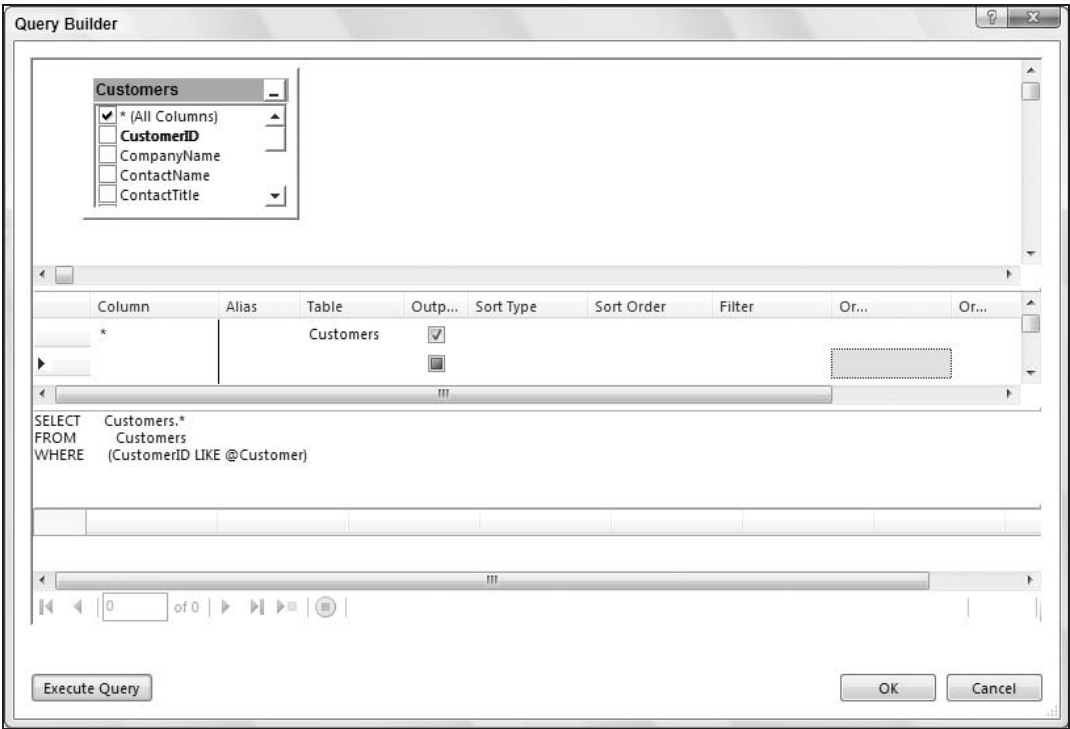 Query Builder
Customers
* (All Columns)
CustomerID
CompanyName
ContactName
ContactTitle
Column Alias Table Outp... Sort Type Sort Order Filter Or... Or...
* Customers
SELECT Customers.*
FROM Customers
WHERE (CustomerID LIKE @Customer)
0 of 0
Execute Query OK Cancel